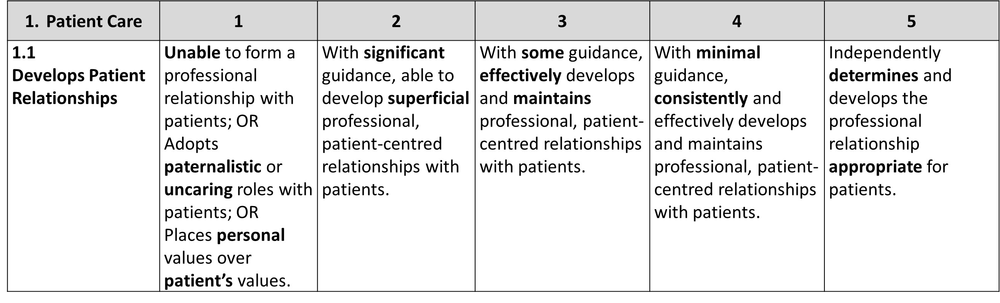 1. Patient Care
1
2
3
4
5
1.1
Develops Patient
Relationships
Unable to form a
professional
relationship with
patients; OR
Adopts
paternalistic or
uncaring roles with
patients; OR
Places personal
values over
patient’s values.
With significant
guidance, able to
develop superficial
professional,
patient-centred
relationships with
patients.
With some guidance,
effectively develops
and maintains
professional, patient-
centred relationships
with patients.
With minimal
guidance,
consistently and
effectively develops
and maintains
professional, patient-
centred relationships
with patients.
Independently
determines and
develops the
professional
relationship
appropriate for
patients.